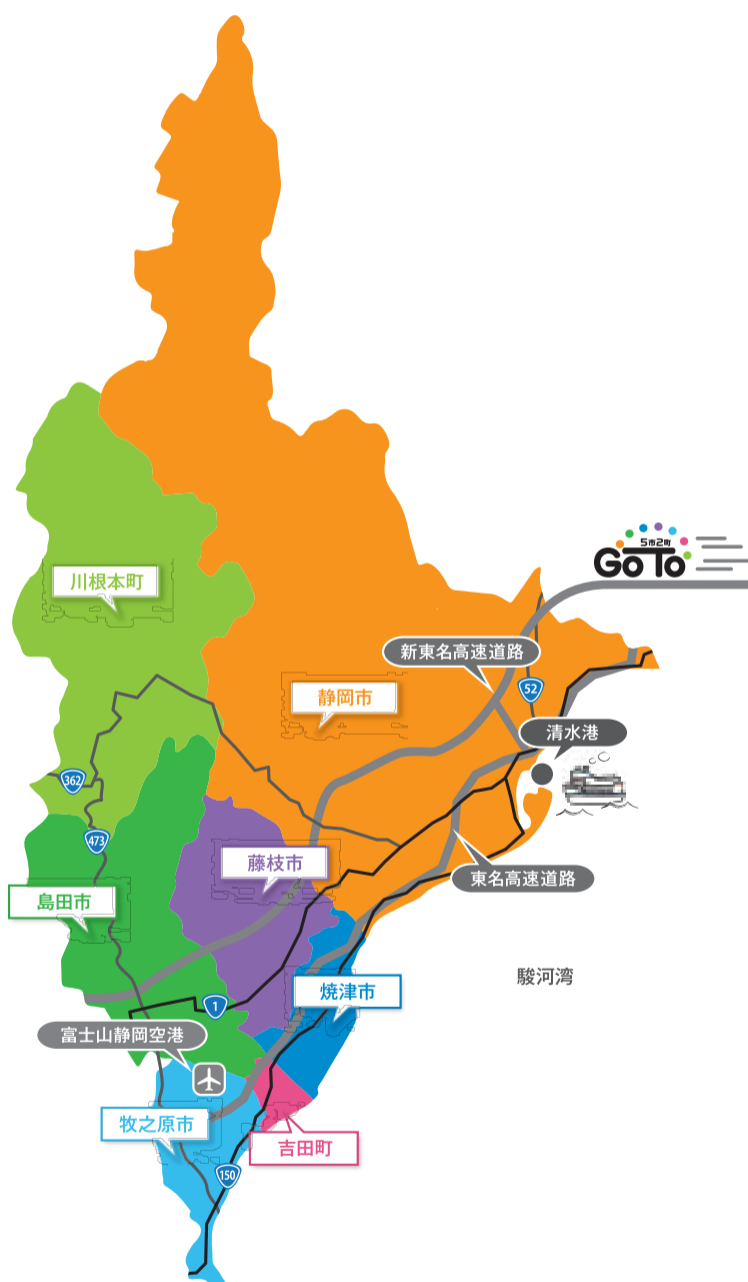 5市2町
GoTo
川根本町
新東名高速道路
静岡市
52
清水港
362
473
藤枝市
東名高速道路
島田市
駿河湾
焼津市
1
富士山静岡空港
牧之原市
吉田町
150